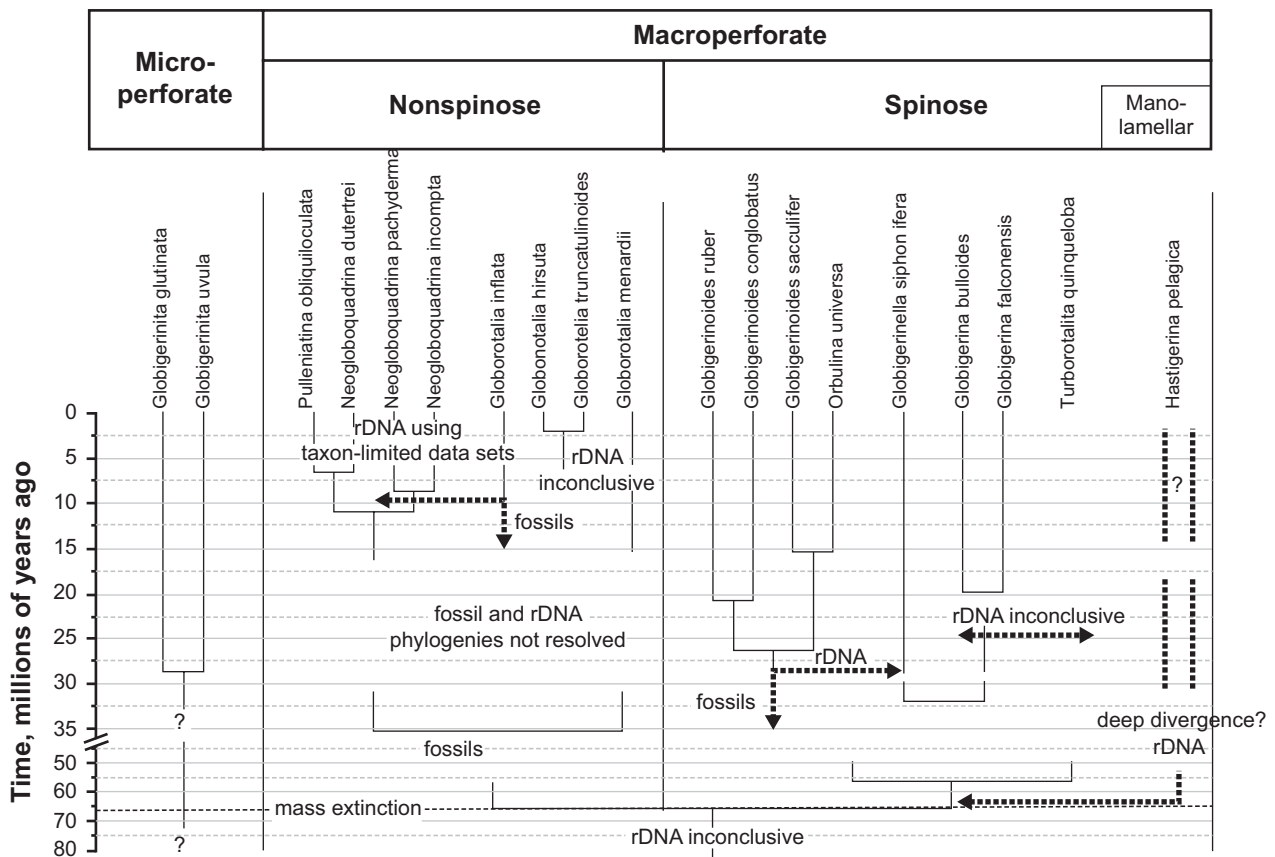 Macroperforate
Micro-
perforate
Nonspinose
Spinose
Mano-
lamellar
Globigerinita glutinata
Globigerinita uvula
Pulleniatina obliquiloculata
Neogloboquadrina dutertrei
Neogloboquadrina pachyderma
Neogloboquadrina incompta
Globorotalia inflata
Globonotalia hirsuta
Globorotella truncatulinoides
Globorotalia menardii
Globigerinoides ruber
Globigerinoides conglobatus
Globigerinoides sacculifer
Orbulina universa
Globigerinella siphon ifera
Globigerina bulloides
Globigerina falconensis
Turborotalita quinqueloba
Hastigerina pelagica
Time, millions of years ago
0
5
10
15
20
25
30
35
50
60
70
80
rDNA using
taxon-limited data sets
rDNA
inconclusive
?
fossils
fossil and rDNA
phylogenies not resolved
rDNA inconclusive
rDNA
fossils
?
deep divergence?
fossils
rDNA
mass extinction
?
rDNA inconclusive